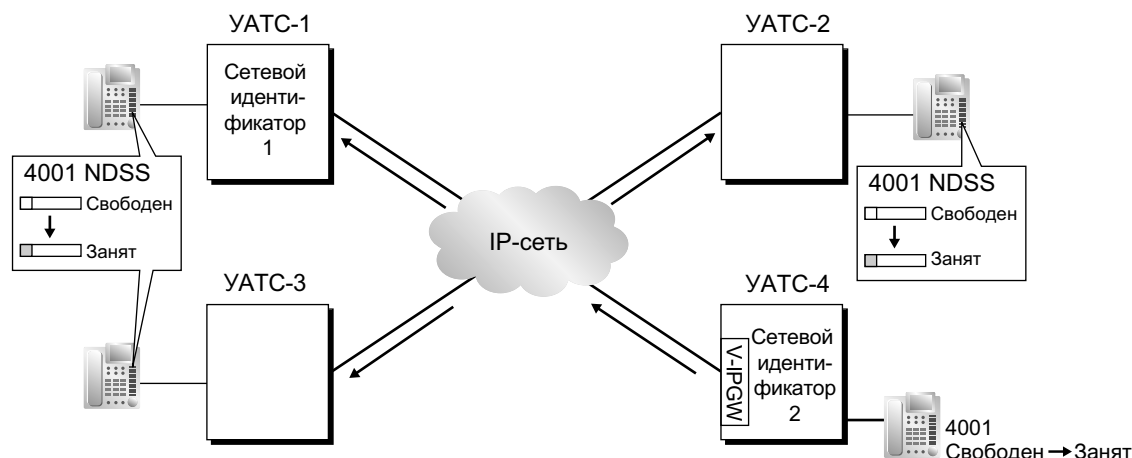 УАТС-1
Сетевой
иденти-
фикатор
1
4001 NDSS
Свободен
Занят
УАТС-2
4001 NDSS
Свободен
Занят
IP-сеть
УАТС-3
УАТС-4
V-IPGW
Сетевой
иденти-
фикатор
2
4001
Свободен → Занят